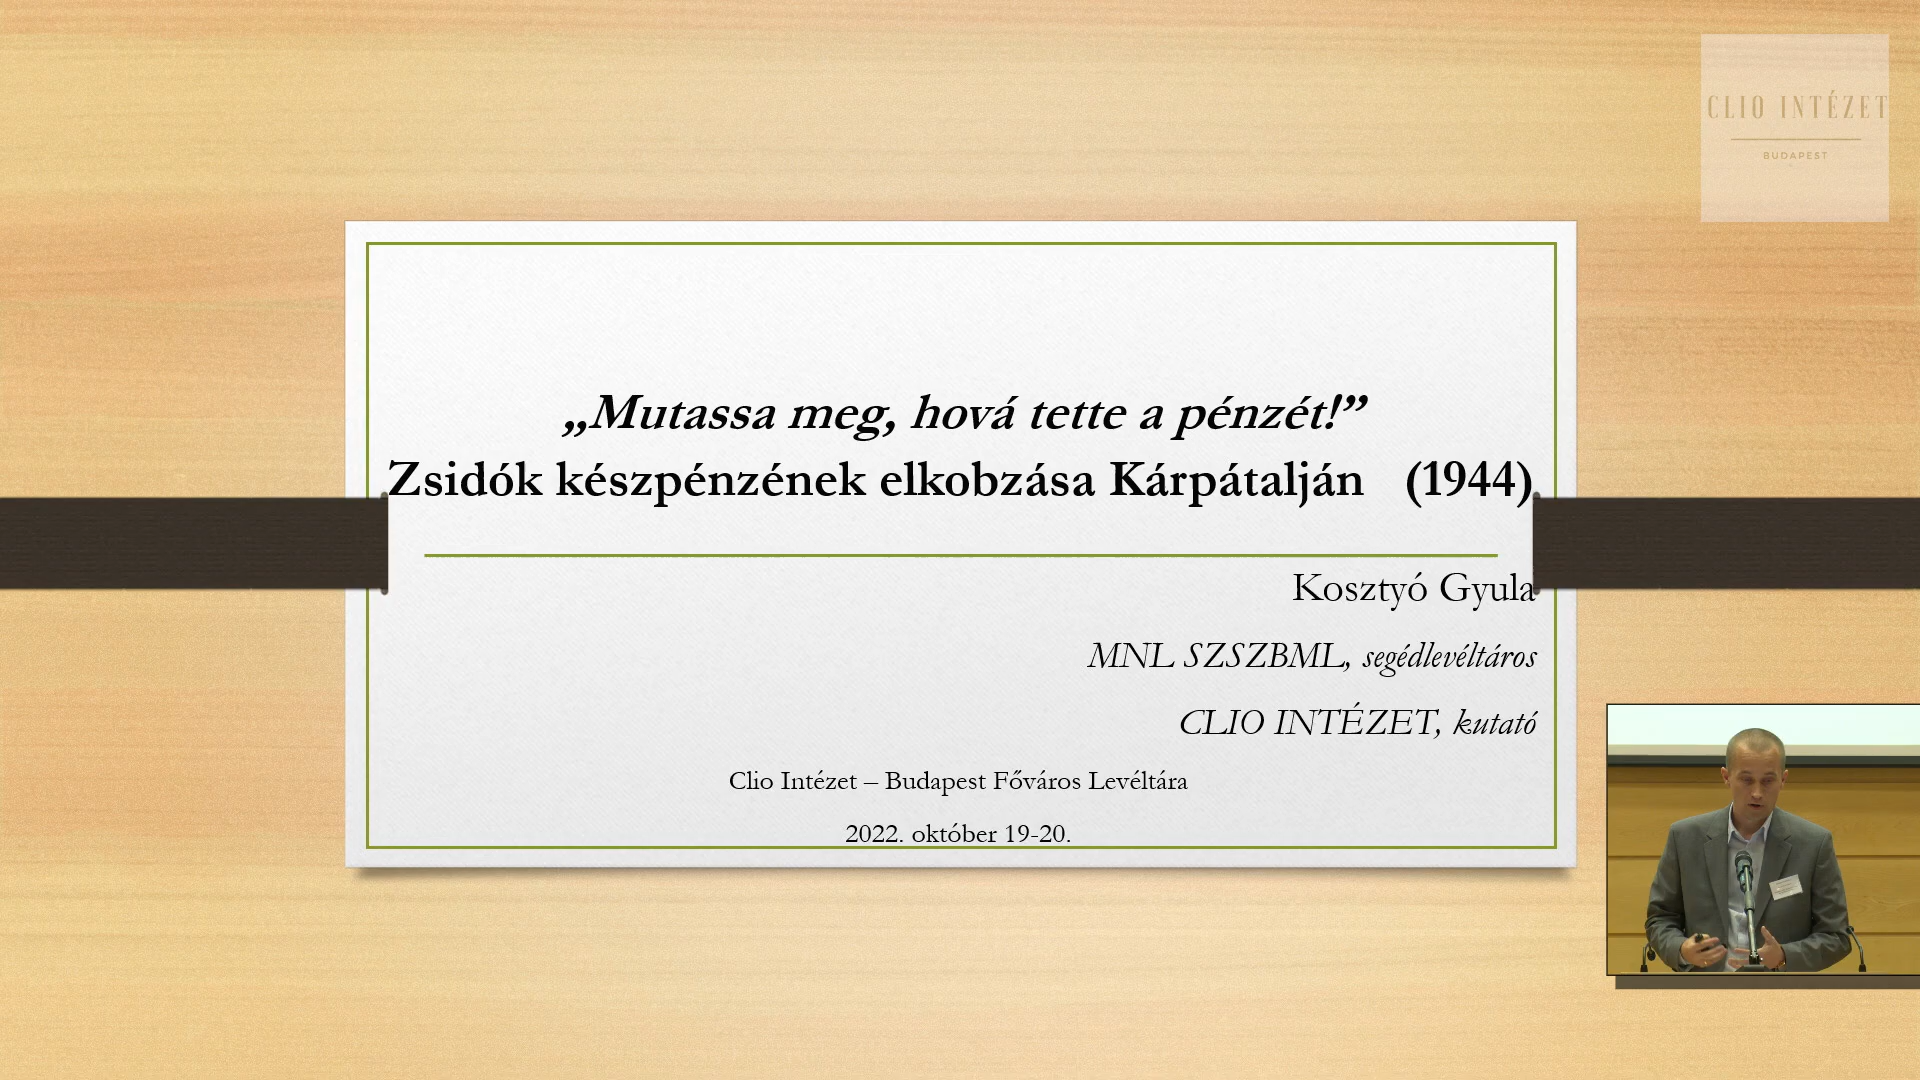 CLIO INTÉZET
BUDAPEST
„Mutassa meg, hová tette a pénzét!”
Zsidók készpénzének elkobzása Kárpátalján (1944)
Kosztyó Gyula
MNL SZSZBML, segédlevéltáros
CLIO INTÉZET, kutató
Clio Intézet – Budapest Főváros Levéltára
2022. október 19-20.